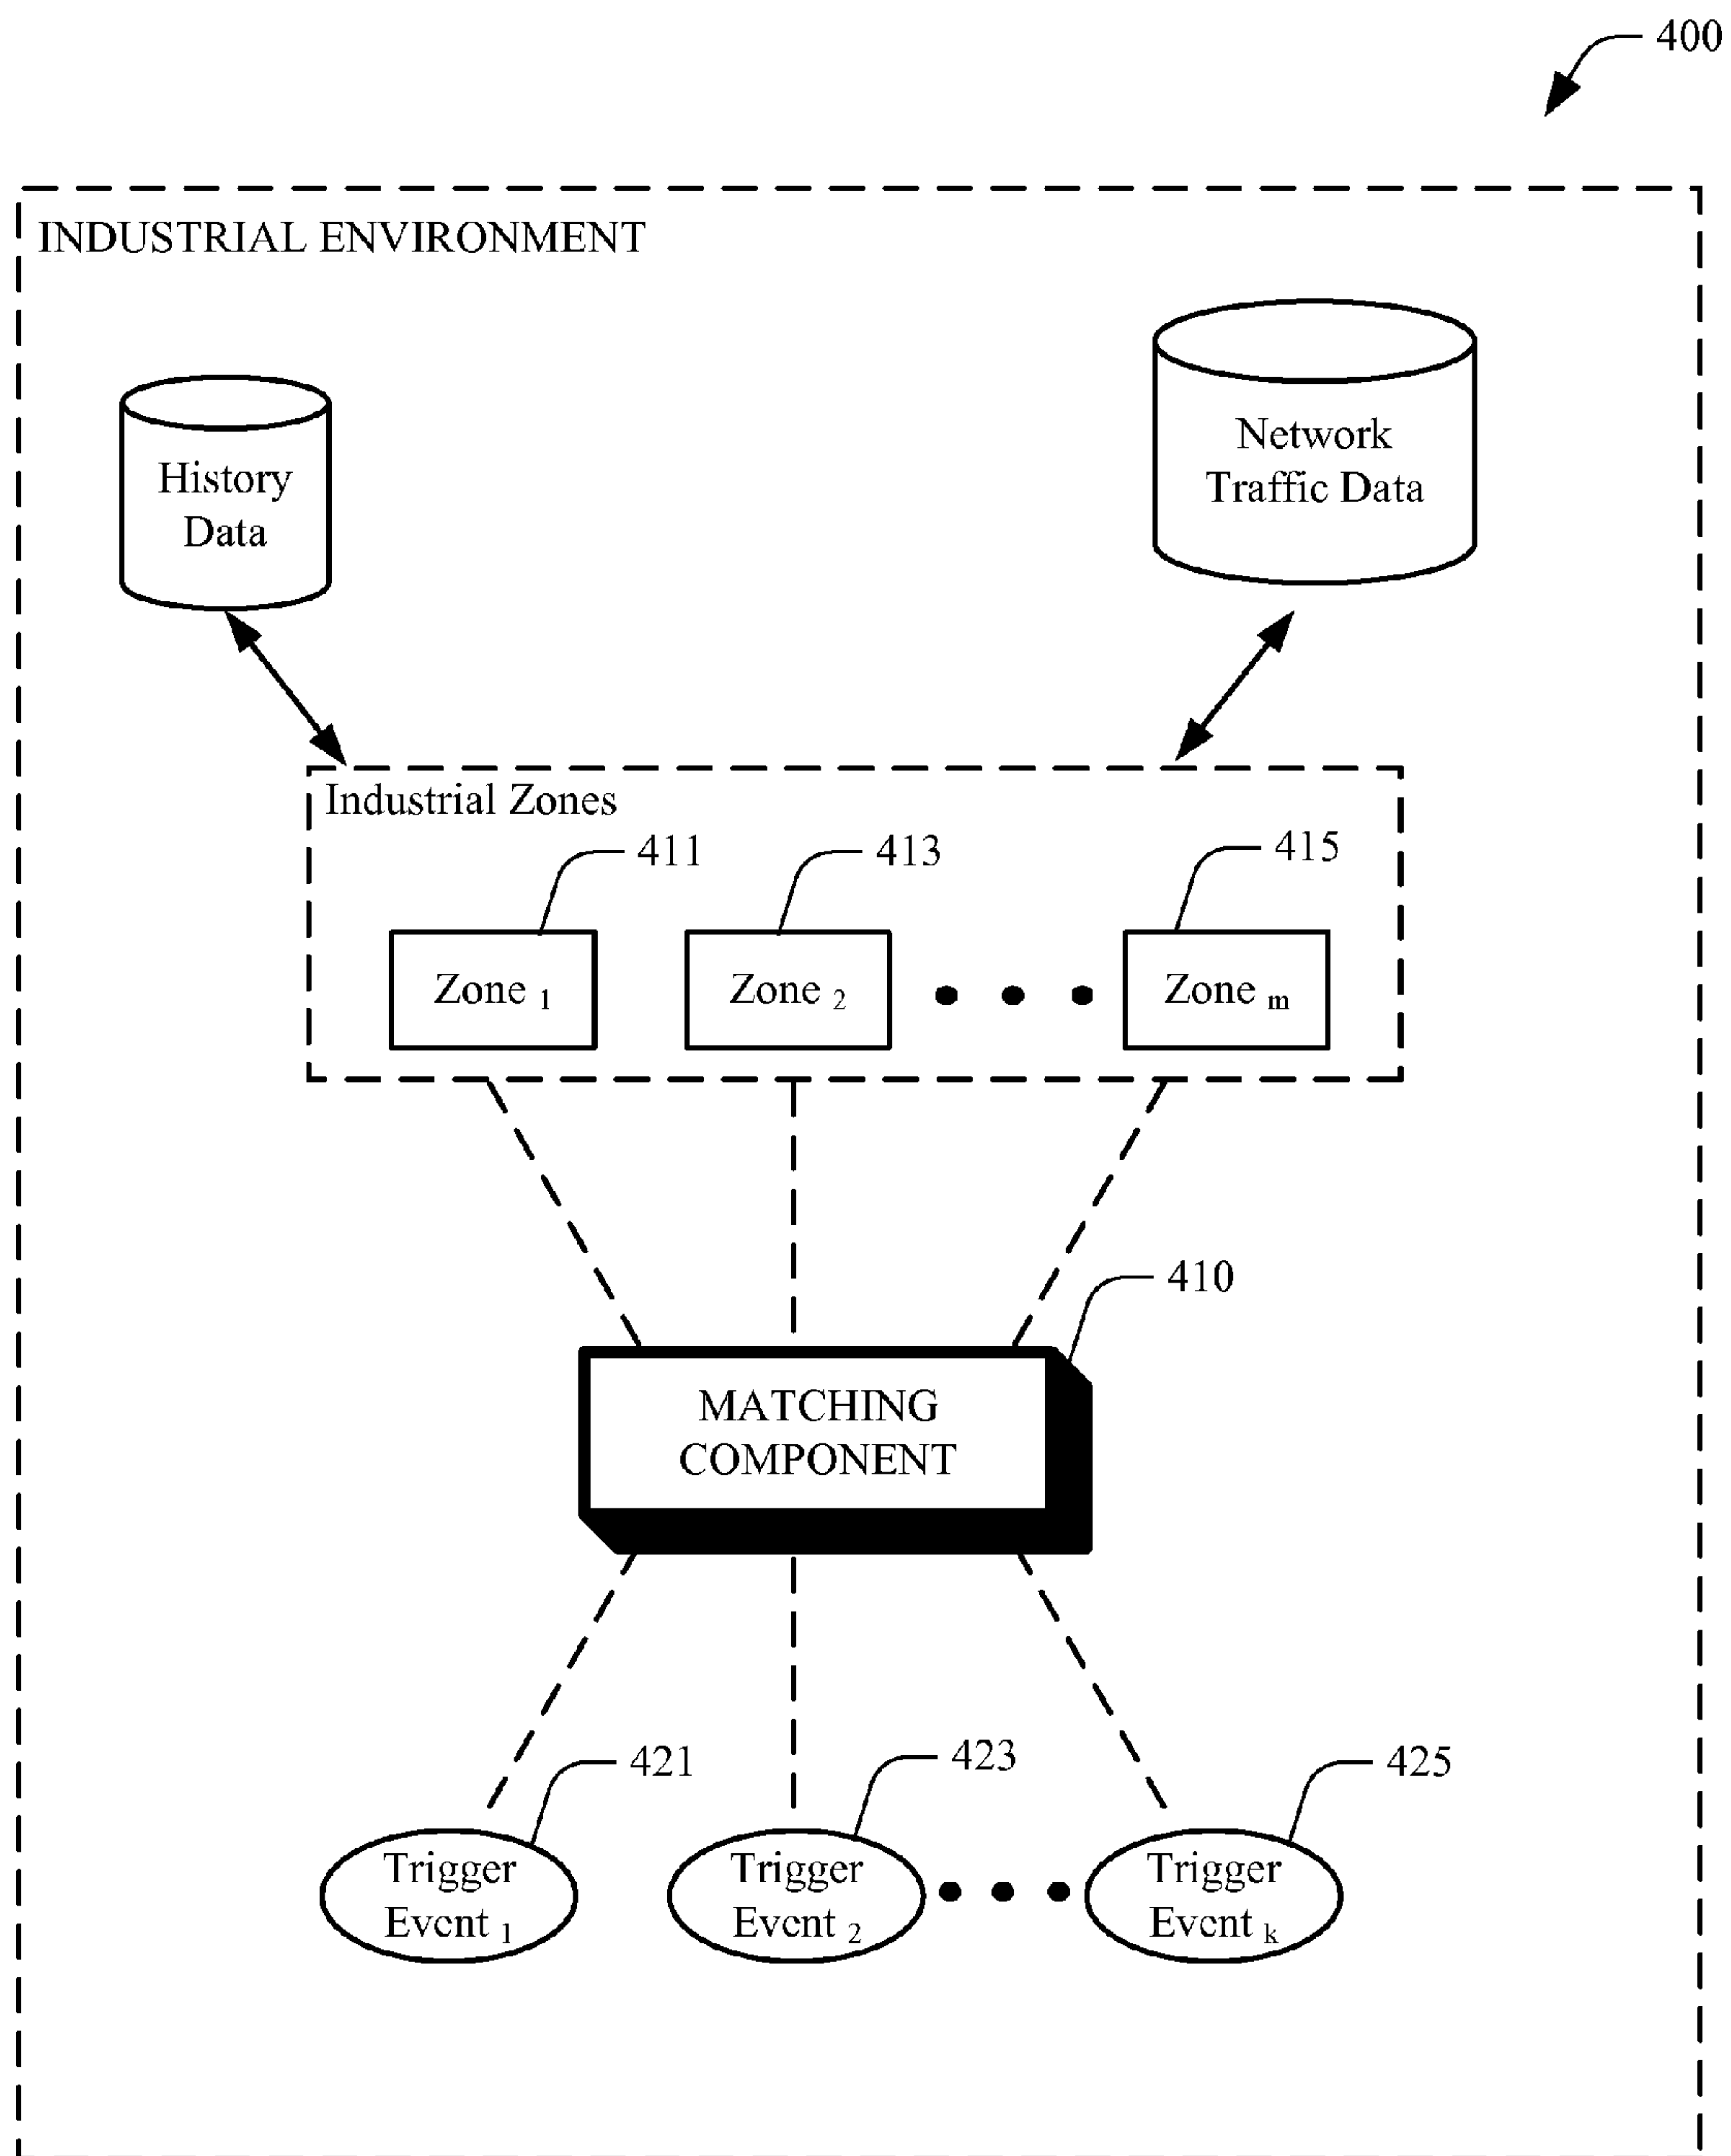 400
INDUSTRIAL ENVIRONMENT
History
Data
Network
Traffic Data
Industrial Zones
411
413
415
Zone 1
Zone 2
Zone m
410
MATCHING
COMPONENT
421
423
425
Trigger
Event 1
Trigger
Event 2
Trigger
Event k